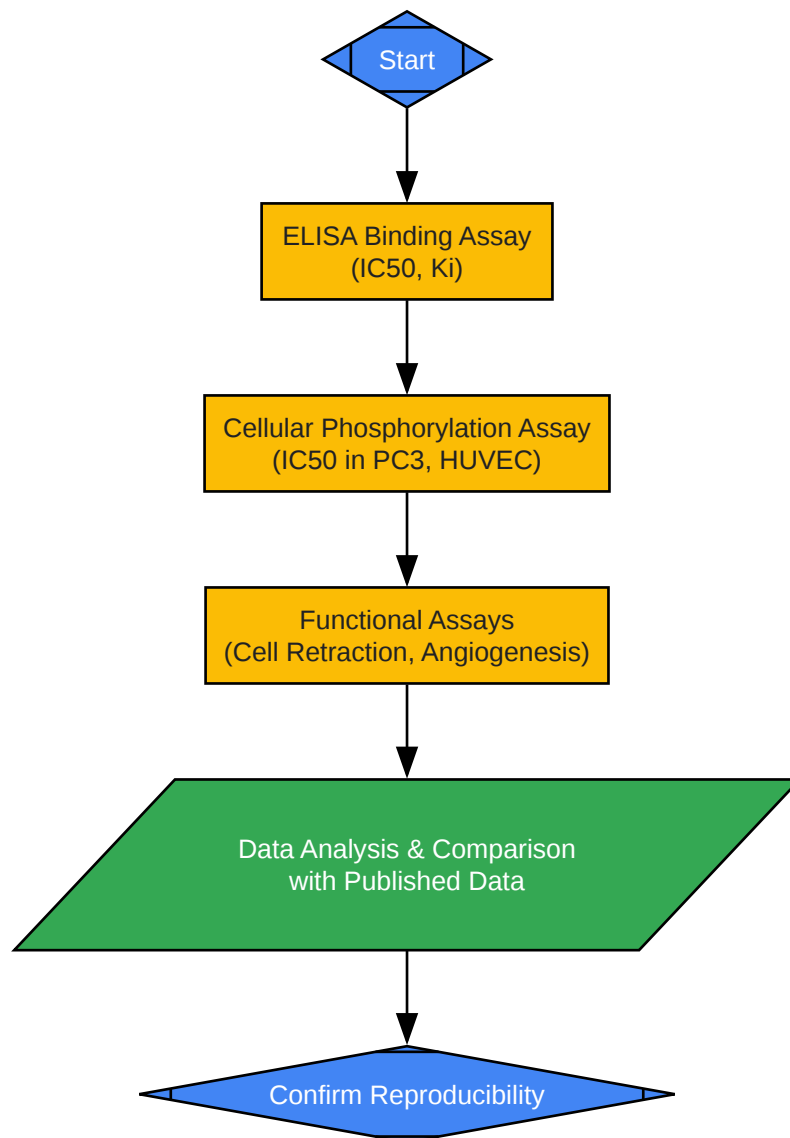 Start
ELISA Binding Assay
(IC50, Ki)
Cellular Phosphorylation Assay
(IC50 in PC3, HUVEC)
Functional Assays
(Cell Retraction, Angiogenesis)
Data Analysis & Comparison
with Published Data
Confirm Reproducibility